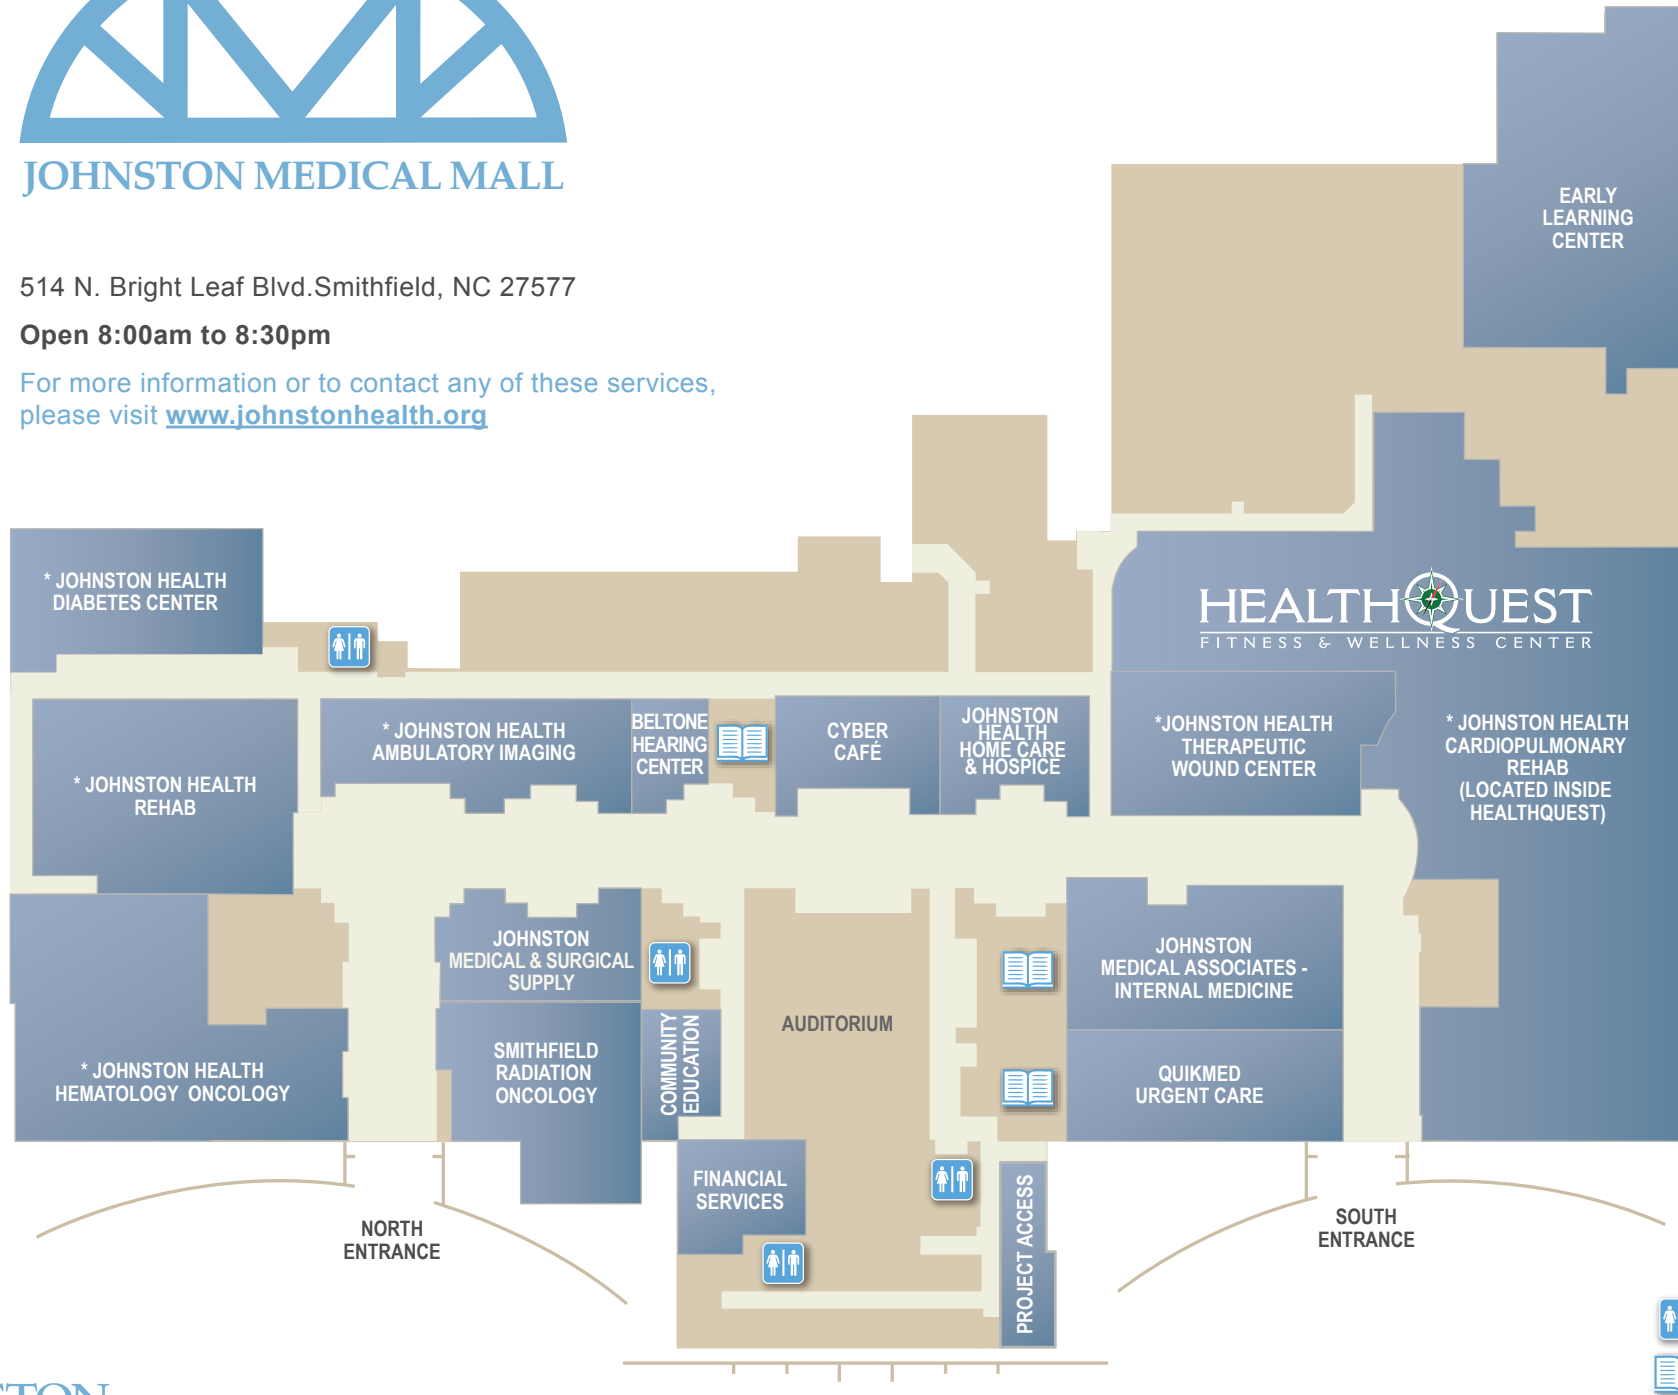 JOHNSTON MEDICAL MALL
514 N. Bright Leaf Blvd.Smithfield, NC 27577
Open 8:00am to 8:30pm
For more information or to contact any of these services,
please visit www.johnstonhealth.org
EARLY
LEARNING
CENTER
* JOHNSTON HEALTH
DIABETES CENTER
HEALTHQUEST
FITNESS & WELLNESS CENTER
* JOHNSTON HEALTH
REHAB
* JOHNSTON HEALTH
AMBULATORY IMAGING
BELTONE
HEARING
CENTER
CYBER
CAFÉ
JOHNSTON
HEALTH
HOME CARE
& HOSPICE
*JOHNSTON HEALTH
THERAPEUTIC
WOUND CENTER
* JOHNSTON HEALTH
CARDIOPULMONARY
REHAB
(LOCATED INSIDE
HEALTHQUEST)
* JOHNSTON HEALTH
HEMATOLOGY ONCOLOGY
JOHNSTON
MEDICAL & SURGICAL
SUPPLY
SMITHFIELD
RADIATION
ONCOLOGY
COMMUNITY
EDUCATION
AUDITORIUM
JOHNSTON
MEDICAL ASSOCIATES -
INTERNAL MEDICINE
QUIKMED
URGENT CARE
FINANCIAL
SERVICES
PROJECT ACCESS
NORTH
ENTRANCE
SOUTH
ENTRANCE